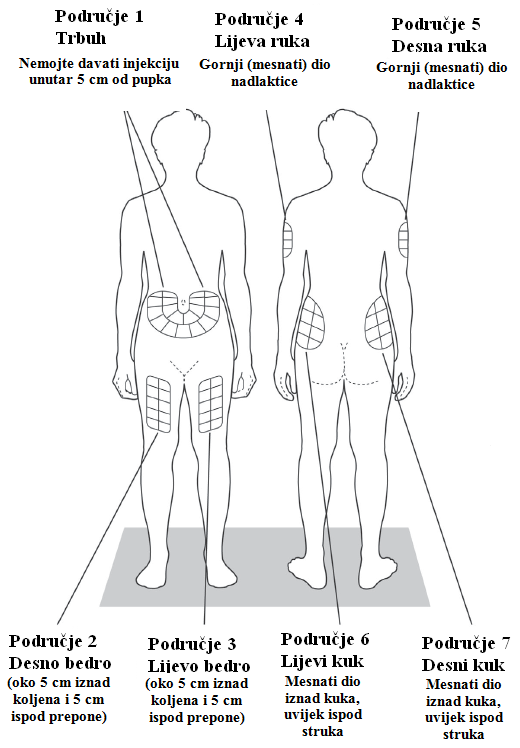 Područje 1
Trbuh
Nemojte davati injekciju
unutar 5 cm od pupka
Područje 4
Lijeva ruka
Gornji (mesnati) dio
nadlaktice
Područje 5
Desna ruka
Gornji (mesnati) dio
nadlaktice
Područje 2
Desno bedro
(oko 5 cm iznad
koljena i 5 cm
ispod prepone)
Područje 3
Lijevo bedro
(oko 5 cm iznad
koljena i 5 cm
ispod prepone)
Područje 6
Lijevi kuk
Mesnati dio
iznad kuka,
uvijek ispod
struka
Područje 7
Desni kuk
Mesnati dio
iznad kuka,
uvijek ispod
struka